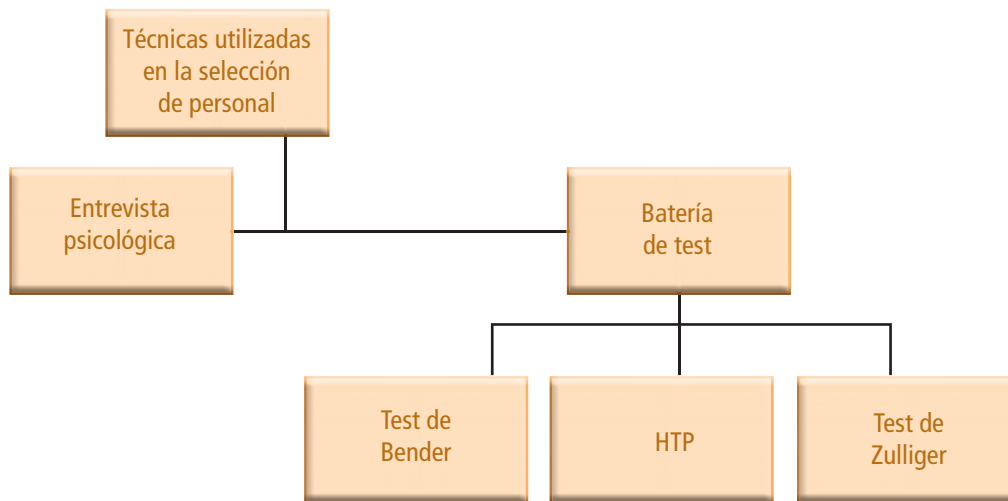 Técnicas utilizadas
en la selección
de personal
Entrevista
psicológica
Batería
de test
Test de
Bender
HTP
Test de
Zulliger